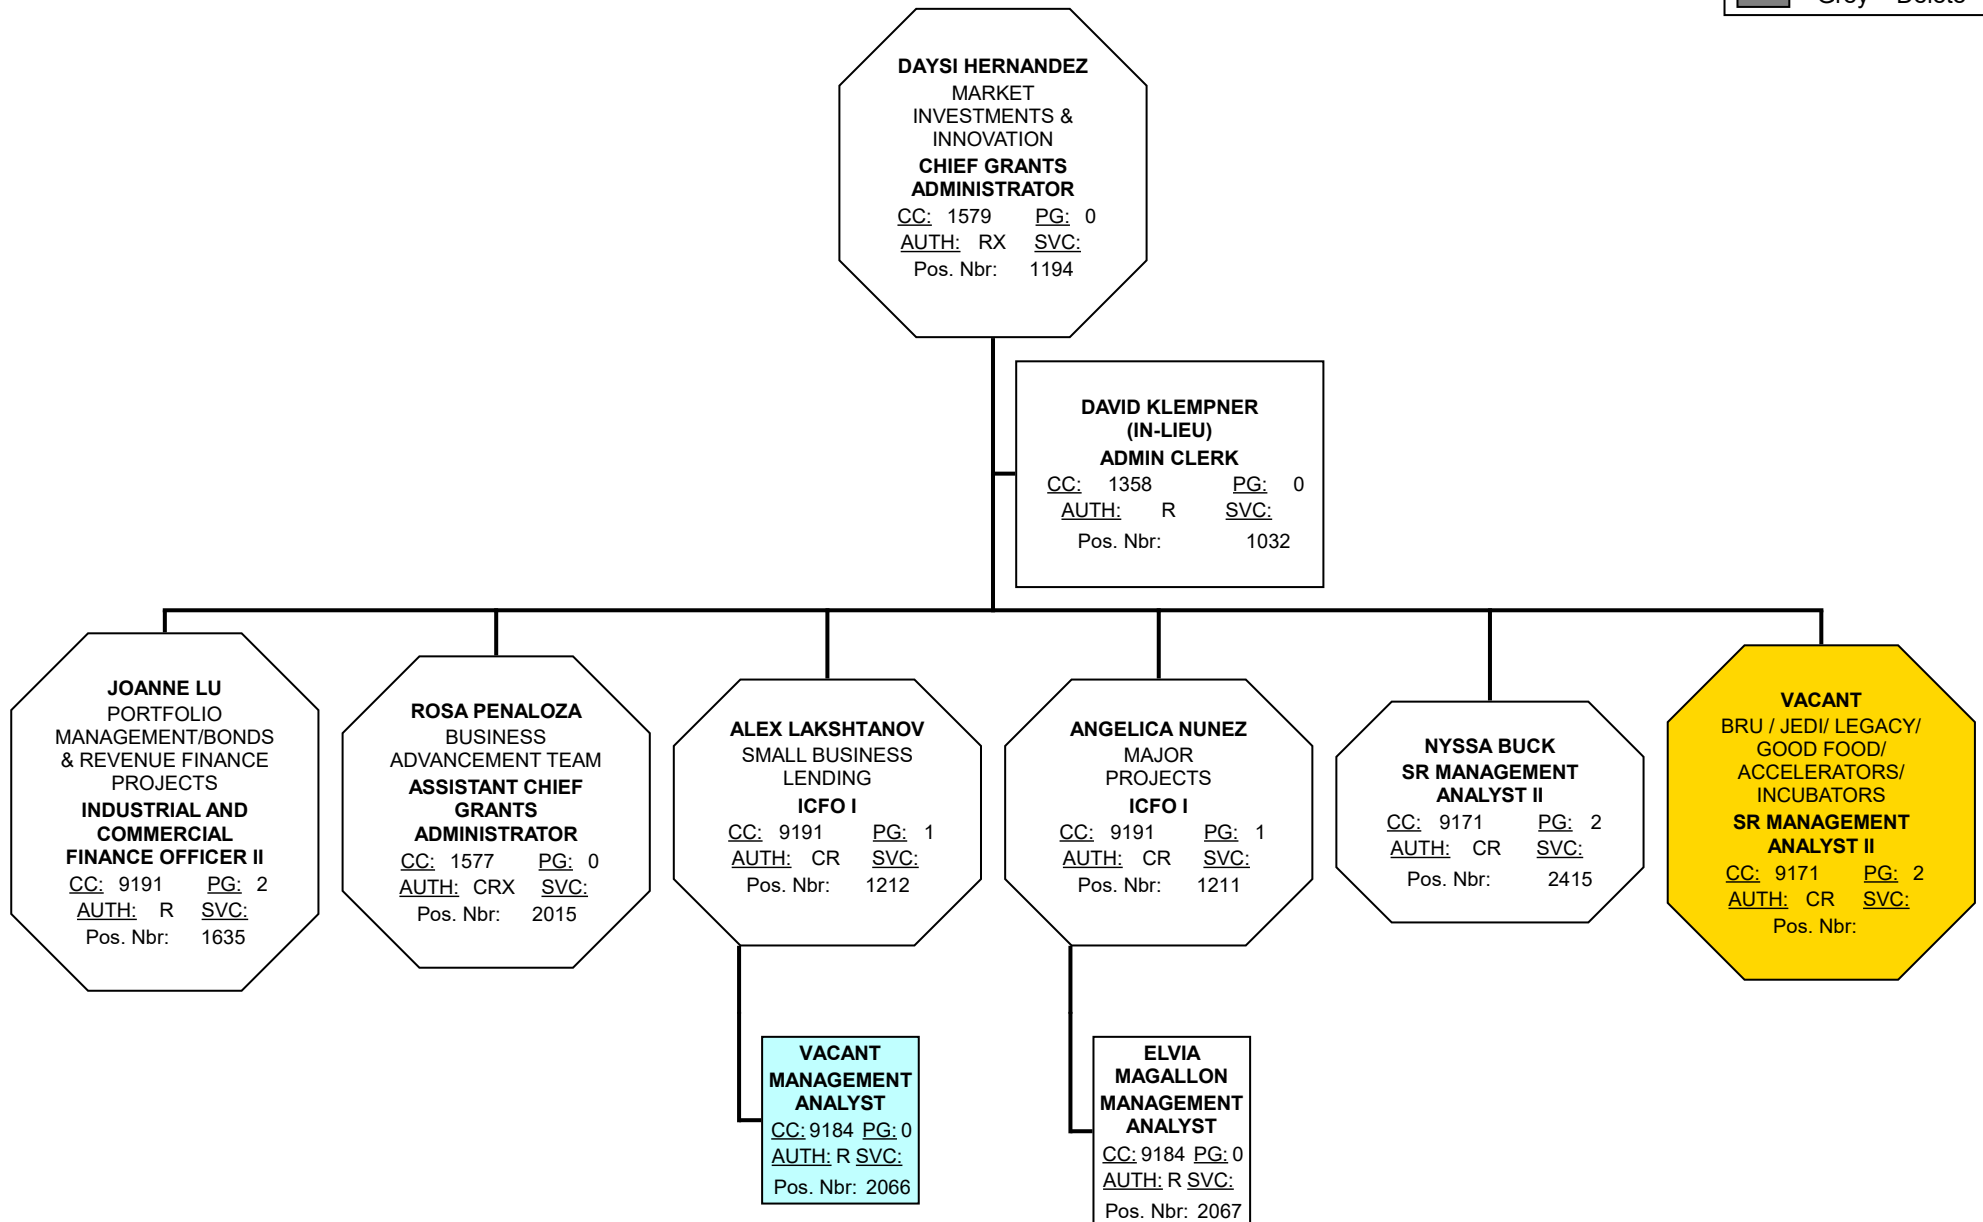 Grey - Delete
DAYSI HERNANDEZ
MARKET
INVESTMENTS &
INNOVATION
CHIEF GRANTS
ADMINISTRATOR
CC: 1579 PG: 0
AUTH: RX SVC:
Pos. Nbr: 1194
DAVID KLEMPNER
(IN-LIEU)
ADMIN CLERK
CC: 1358 PG: 0
AUTH: R SVC:
Pos. Nbr: 1032
JOANNE LU
PORTFOLIO
MANAGEMENT/BONDS
& REVENUE FINANCE
PROJECTS
INDUSTRIAL AND
COMMERCIAL
FINANCE OFFICER II
CC: 9191 PG: 2
AUTH: R SVC:
Pos. Nbr: 1635
ROSA PENALOZA
BUSINESS
ADVANCEMENT TEAM
ASSISTANT CHIEF
GRANTS
ADMINISTRATOR
CC: 1577 PG: 0
AUTH: CRX SVC:
Pos. Nbr: 2015
ALEX LAKSHTANOV
SMALL BUSINESS
LENDING
ICFO I
CC: 9191 PG: 1
AUTH: CR SVC:
Pos. Nbr: 1212
ANGELICA NUNEZ
MAJOR
PROJECTS
ICFO I
CC: 9191 PG: 1
AUTH: CR SVC:
Pos. Nbr: 1211
NYSSA BUCK
SR MANAGEMENT
ANALYST II
CC: 9171 PG: 2
AUTH: CR SVC:
Pos. Nbr: 2415
VACANT
BRU / JEDI/ LEGACY/
GOOD FOOD/
ACCELERATORS/
INCUBATORS
SR MANAGEMENT
ANALYST II
CC: 9171 PG: 2
AUTH: CR SVC:
Pos. Nbr:
VACANT
MANAGEMENT
ANALYST
CC: 9184 PG: 0
AUTH: R SVC:
Pos. Nbr: 2066
ELVIA
MAGALLON
MANAGEMENT
ANALYST
CC: 9184 PG: 0
AUTH: R SVC:
Pos. Nbr: 2067